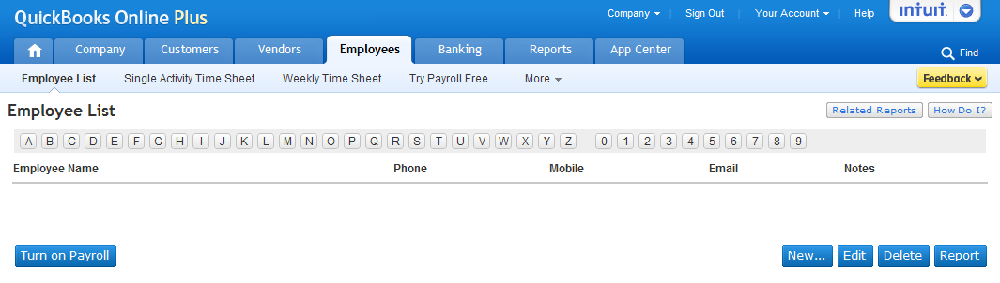 QuickBooks Online Plus
Company Sign Out Your Account Help intuit.
Company Customers Vendors Employees Banking Reports App Center
Find
Employee List Single Activity Time Sheet Weekly Time Sheet Try Payroll Free More Feedback
Employee List Related Reports How Do I?
A B C D E F G H I J K L M N O P Q R S T U V W X Y Z 0 1 2 3 4 5 6 7 8 9
Employee Name Phone Mobile Email Notes
Turn on Payroll New... Edit Delete Report